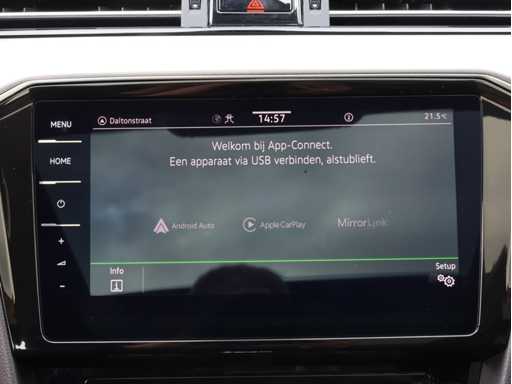 MENU
HOME
Daltonstraat
14:57
21.5°C
Welkom bij App-Connect.
Een apparaat via USB verbinden, alstublieft.
Android Auto
Apple CarPlay
MirrorLink
Info
Setup
+
-